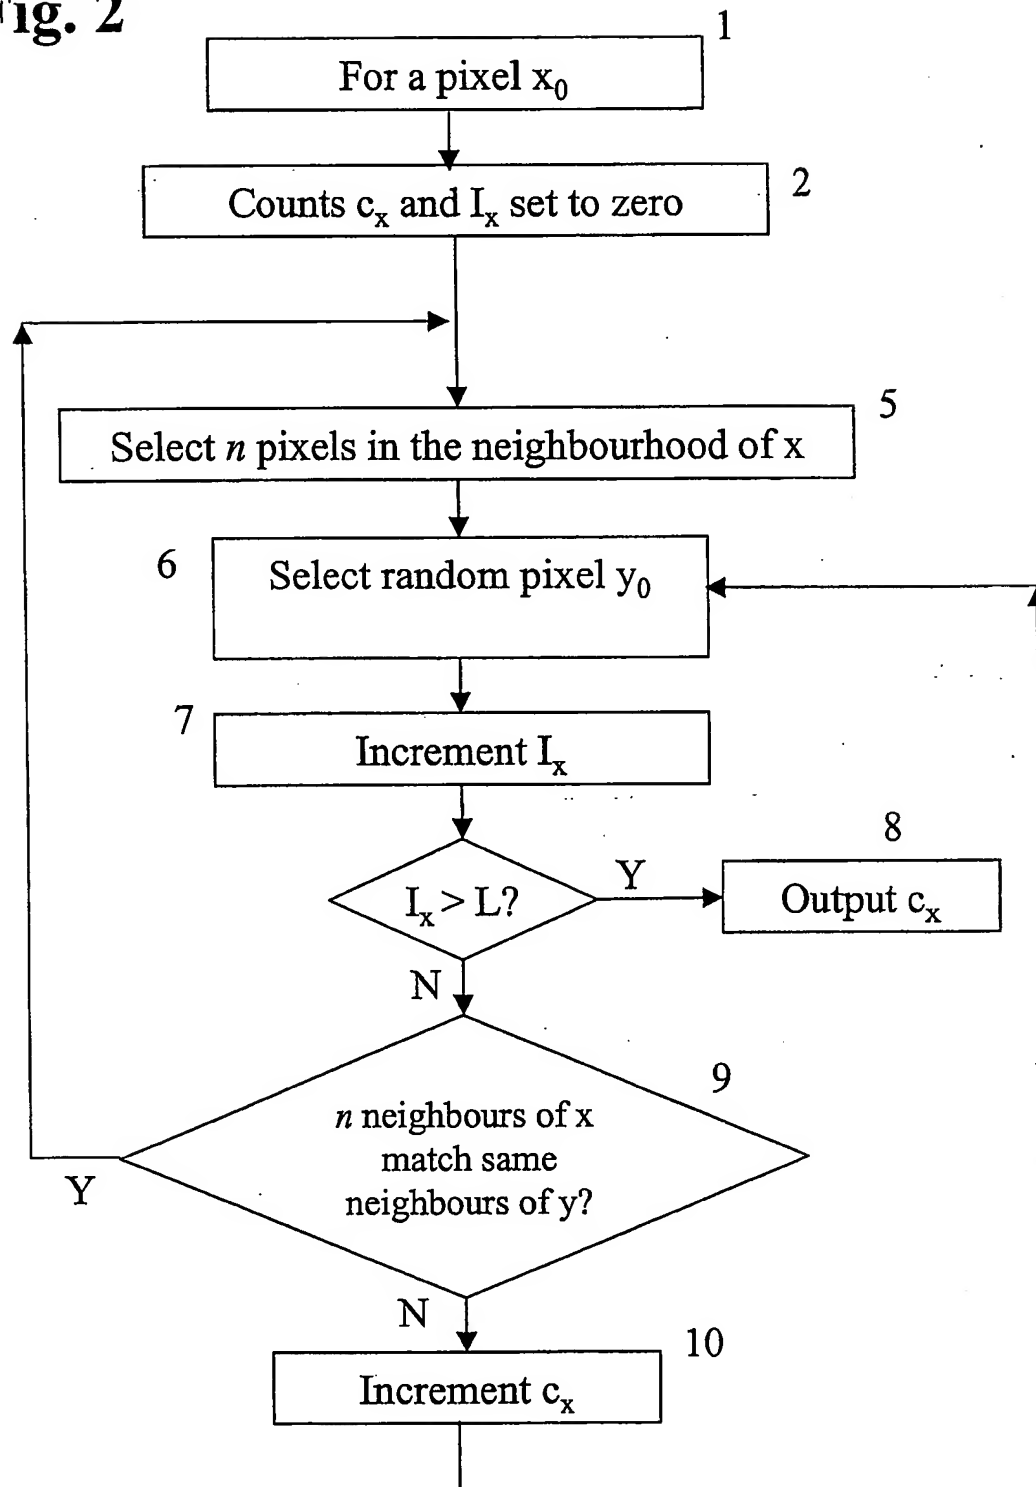 Fig. 2
1
For a pixel x₀
2
Counts cₓ and Iₓ set to zero
5
Select n pixels in the neighbourhood of x
6
Select random pixel y₀
7
Increment Iₓ
8
Iₓ > L?
Y
Output cₓ
N
9
n neighbours of x
match same
neighbours of y?
Y
N
10
Increment cₓ